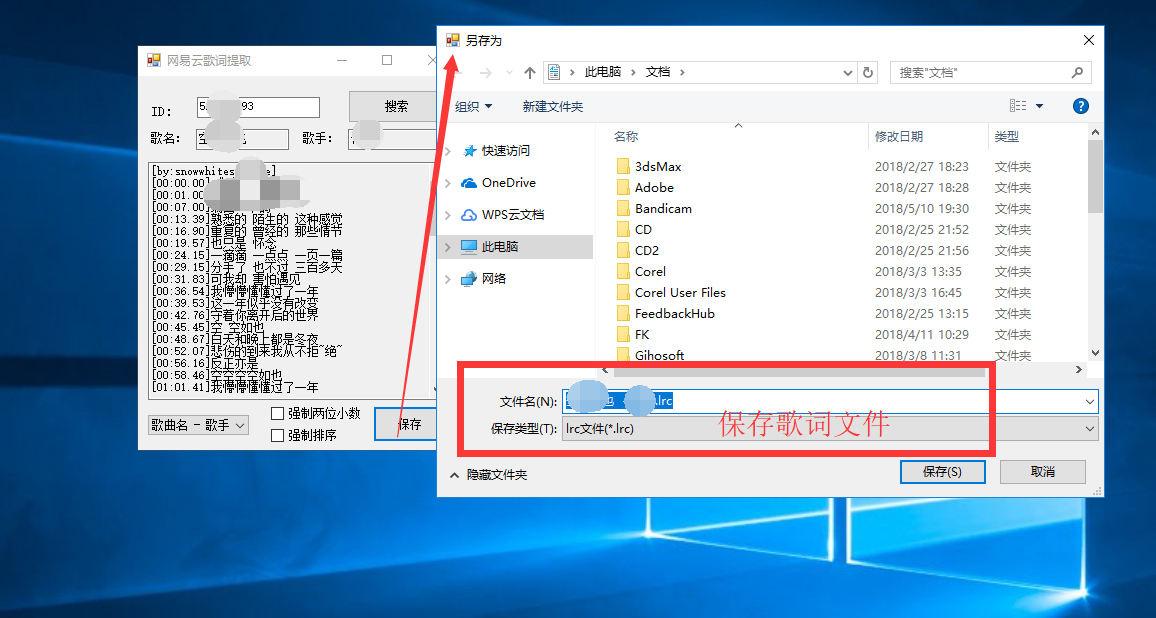 网易云歌词提取
ID:
93
搜索
歌名:
歌手:
[by:snowwhites e]
[00:00.00]
[00:01.00
[00:07.00]
[00:13.39]熟悉的 陌生的 这种感觉
[00:16.90]重复的 曾经的 那些情节
[00:19.57]也只是 怀念
[00:24.15]一滴滴 一点点 一页一篇
[00:29.15]分手了 也不过 三百多天
[00:31.83]可我却 害怕遇见
[00:36.54]我懵懵懂懂过了一年
[00:39.53]这一年似乎没有改变
[00:42.76]守着你离开后的世界
[00:45.45]空 空如也
[00:48.67]白天和晚上都是冬夜
[00:52.07]悲伤的到来我从不拒~绝~
[00:56.16]反正亦是
[00:58.46]空空空空如也
[01:01.41]我懵懵懂懂过了一年
歌曲名 - 歌手
强制两位小数
强制排序
保存
另存为
此电脑 文档
搜索"文档"
组织
新建文件夹
快速访问
OneDrive
WPS云文档
此电脑
网络
名称 修改日期 类型
3dsMax 2018/2/27 18:23 文件夹
Adobe 2018/2/27 18:28 文件夹
Bandicam 2018/5/10 19:30 文件夹
CD 2018/2/25 21:52 文件夹
CD2 2018/2/25 21:56 文件夹
Corel 2018/3/3 13:35 文件夹
Corel User Files 2018/3/3 16:45 文件夹
FeedbackHub 2018/2/25 13:15 文件夹
FK 2018/4/11 10:29 文件夹
Gihosoft 2018/3/8 11:31 文件夹
文件名(N): .lrc
保存类型(T): lrc文件(*.lrc)
保存歌词文件
隐藏文件夹
保存(S)
取消